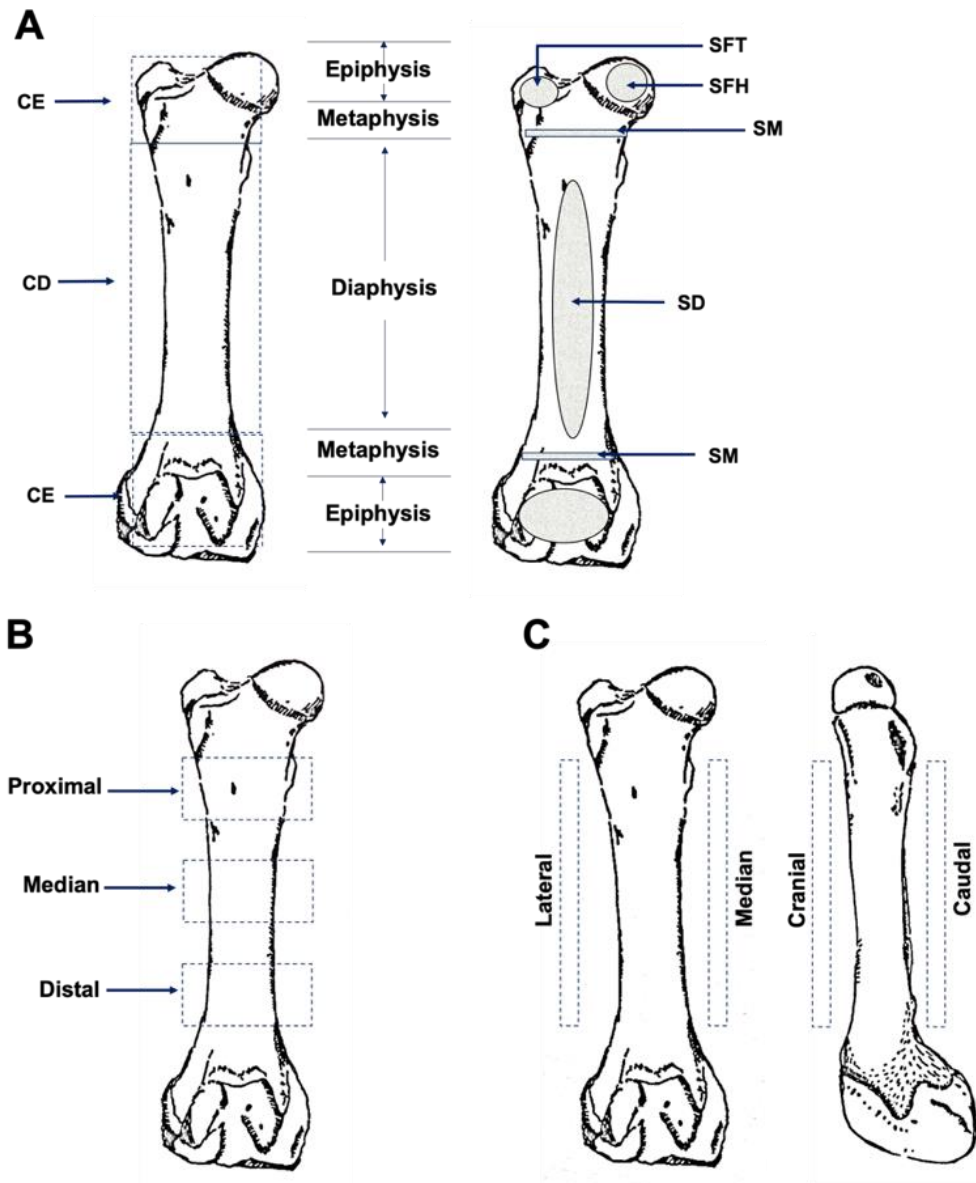 A
CE
CD
CE
Epiphysis
Metaphysis
Diaphysis
Metaphysis
Epiphysis
SFT
SFH
SM
SD
SM
B
Proximal
Median
Distal
C
Lateral
Median
Cranial
Caudal